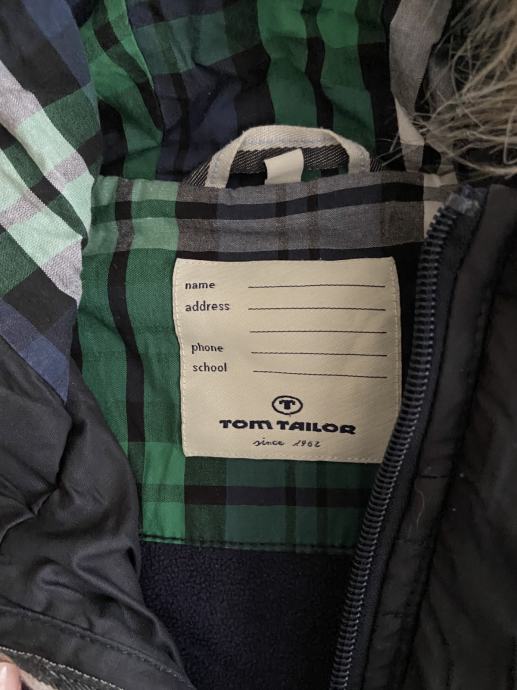 name
address
phone
school
T
TOM TAILOR
since 1962